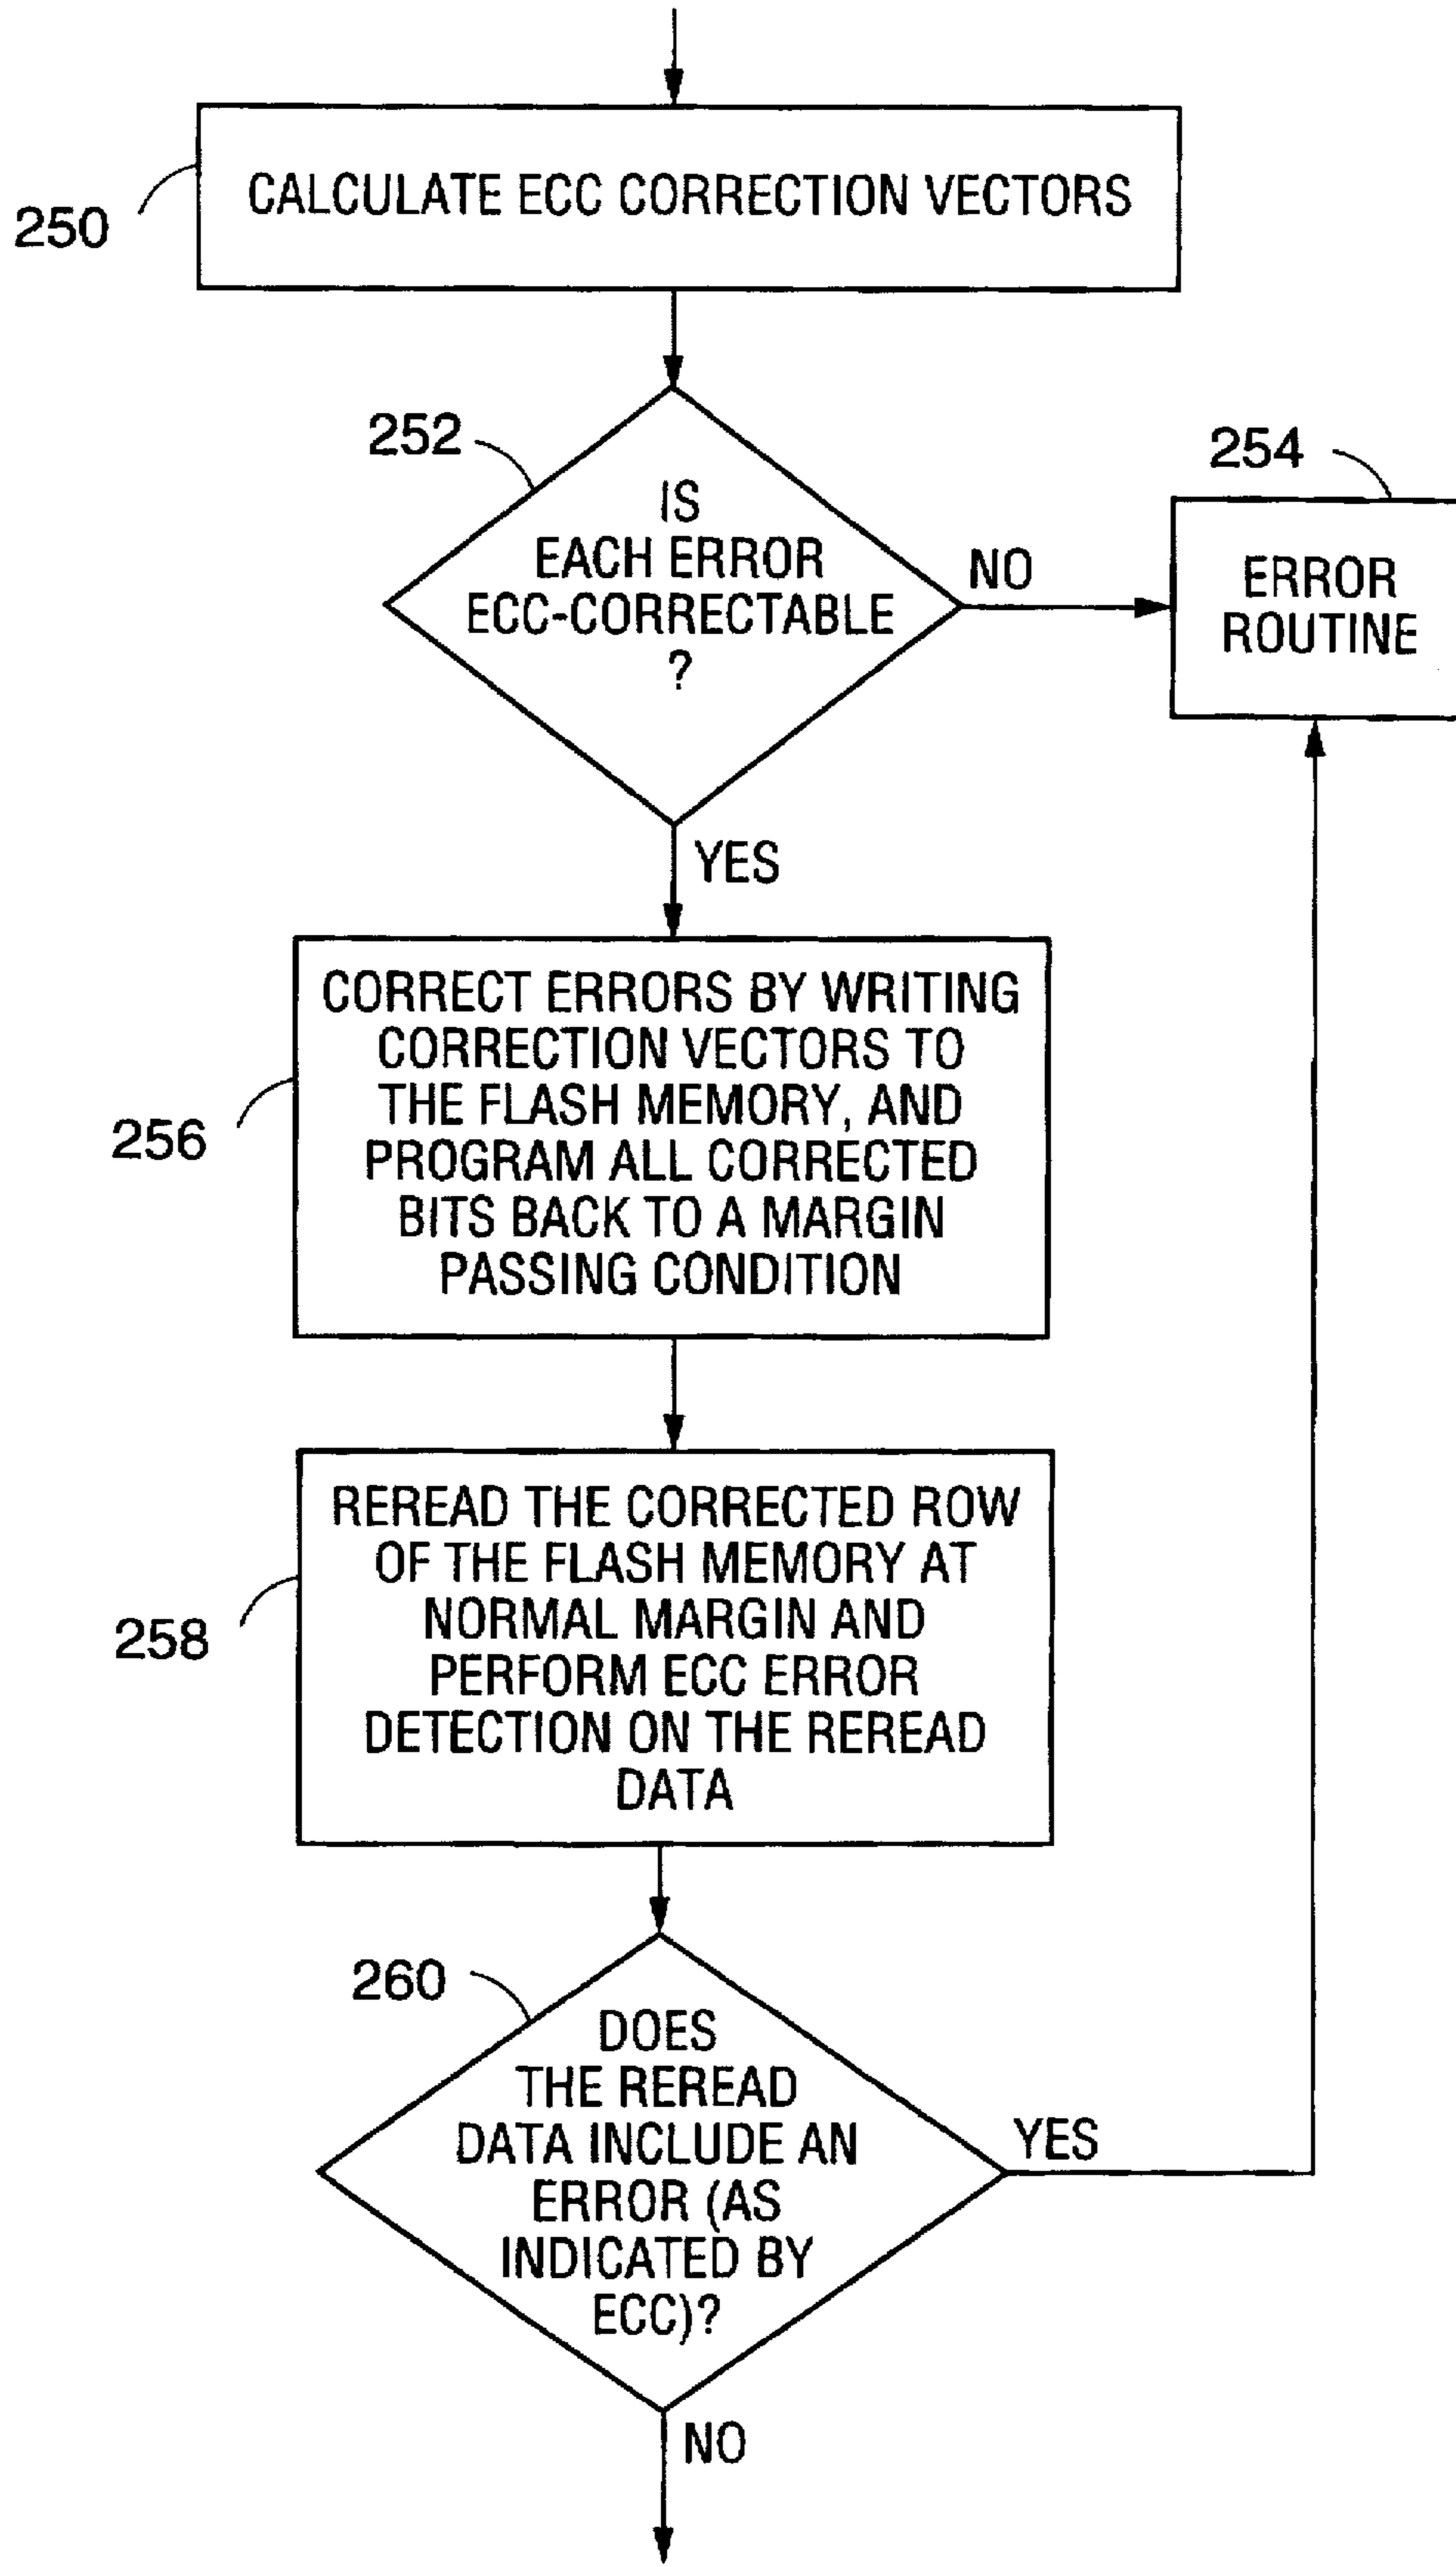 CALCULATE ECC CORRECTION VECTORS
250
252
IS
EACH ERROR
ECC-CORRECTABLE
?
NO
254
ERROR
ROUTINE
YES
CORRECT ERRORS BY WRITING
CORRECTION VECTORS TO
THE FLASH MEMORY, AND
PROGRAM ALL CORRECTED
BITS BACK TO A MARGIN
PASSING CONDITION
256
REREAD THE CORRECTED ROW
OF THE FLASH MEMORY AT
NORMAL MARGIN AND
PERFORM ECC ERROR
DETECTION ON THE REREAD
DATA
258
260
DOES
THE REREAD
DATA INCLUDE AN
ERROR (AS
INDICATED BY
ECC)?
YES
NO